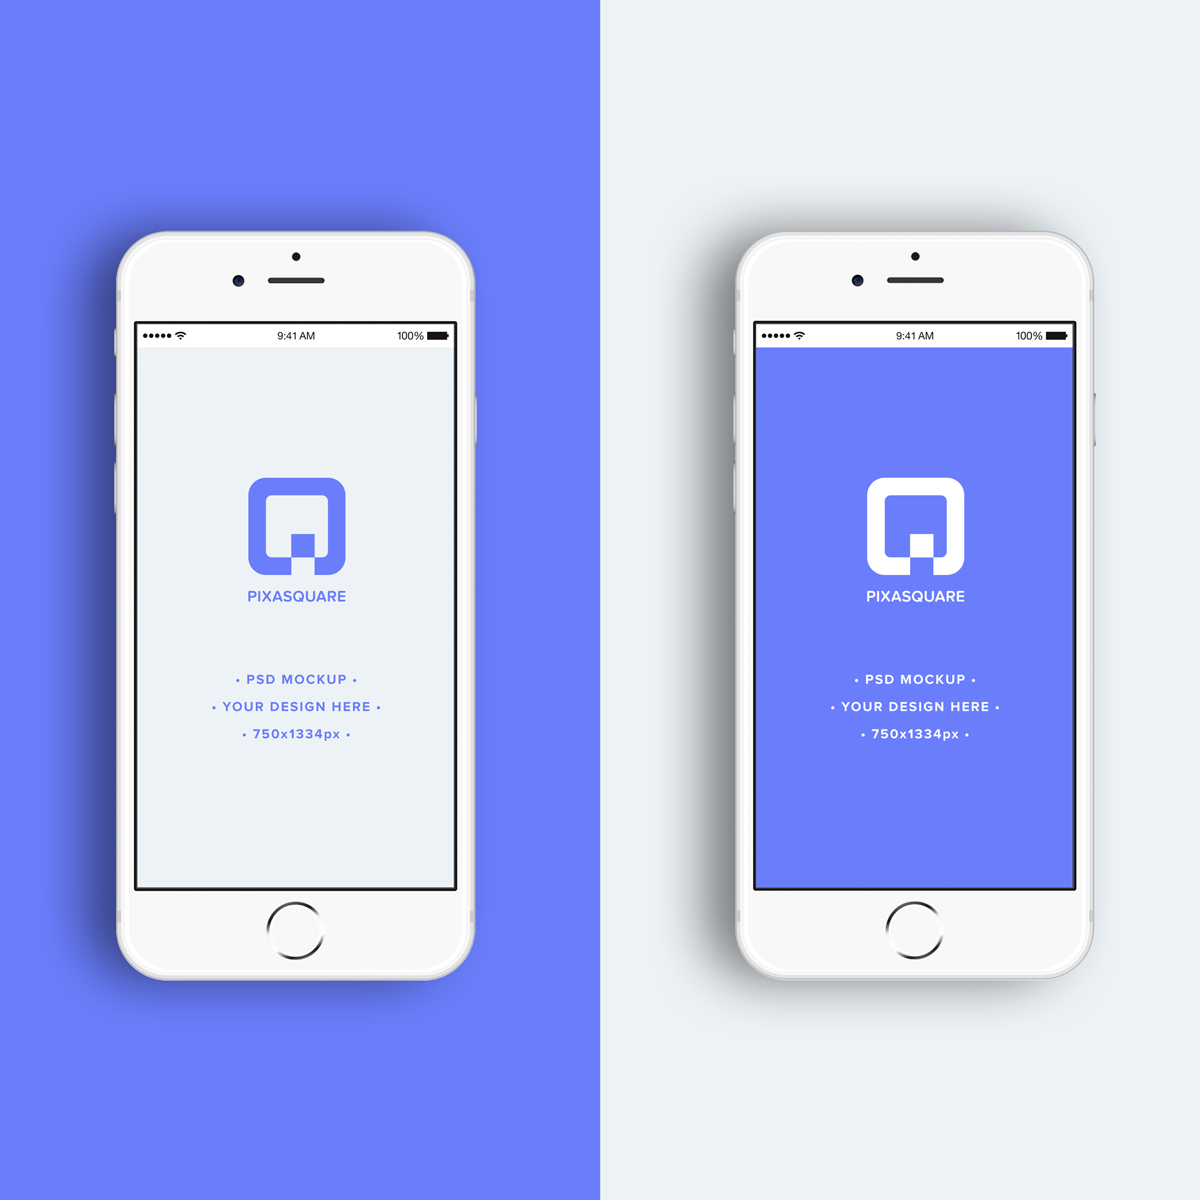 9:41 AM 100%
PIXASQUARE
• PSD MOCKUP •
• YOUR DESIGN HERE •
• 750x1334px •
9:41 AM 100%
PIXASQUARE
• PSD MOCKUP •
• YOUR DESIGN HERE •
• 750x1334px •